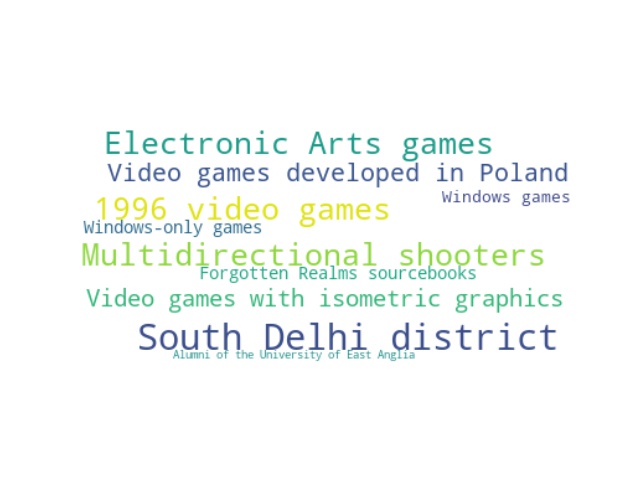 Electronic Arts games
Video games developed in Poland
Windows games
1996 video games
Windows-only games
Multidirectional shooters
Forgotten Realms sourcebooks
Video games with isometric graphics
South Delhi district
Alumni of the University of East Anglia